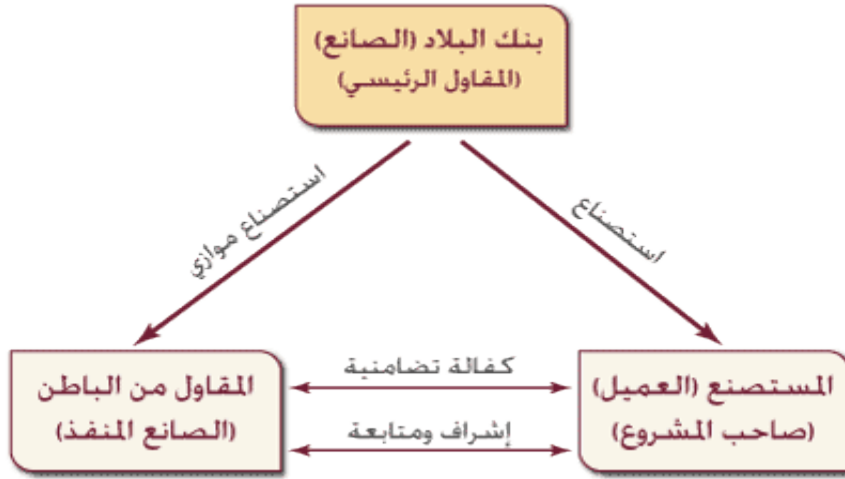 بنك البلاد (الصانع)
(المقاول الرئيسي)
استصناع
استصناع موازي
المستصنع (العميل)
(صاحب المشروع)
كفالة تضامنية
إشراف ومتابعة
المقاول من الباطن
(الصانع المنفذ)